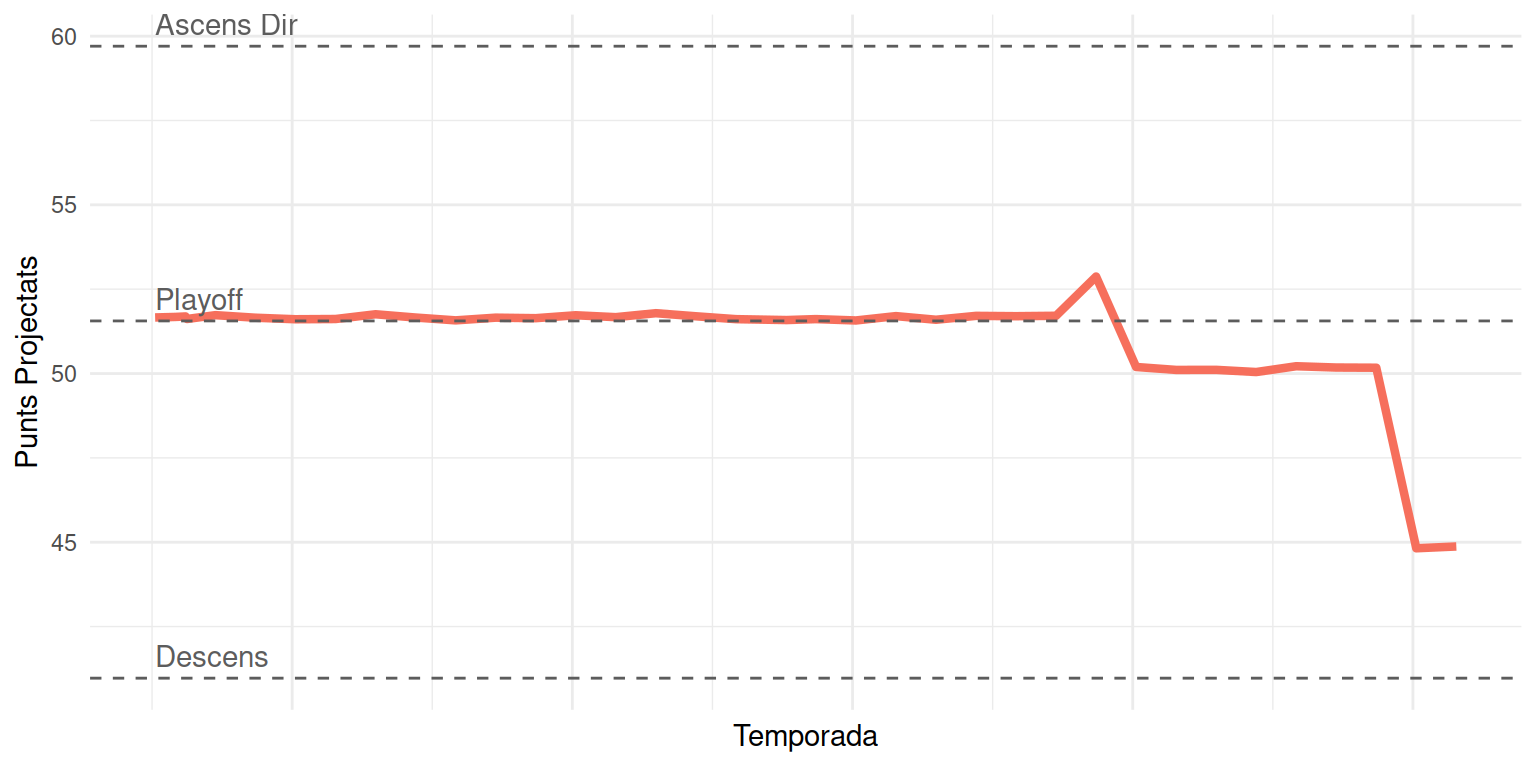 Ascens Dir
60
55
Playoff
50
45
Descens
Punts Projectats
Temporada